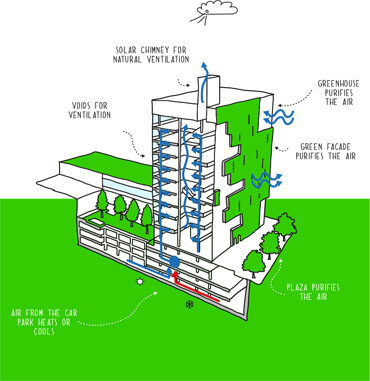 SOLAR CHIMNEY FOR
NATURAL VENTILATION
GREENHOUSE
PURIFIES
THE AIR
VOIDS FOR
VENTILATION
GREEN FACADE
PURIFIES THE AIR
PLAZA PURIFIES
THE AIR
AIR FROM THE CAR
PARK HEATS OR
COOLS